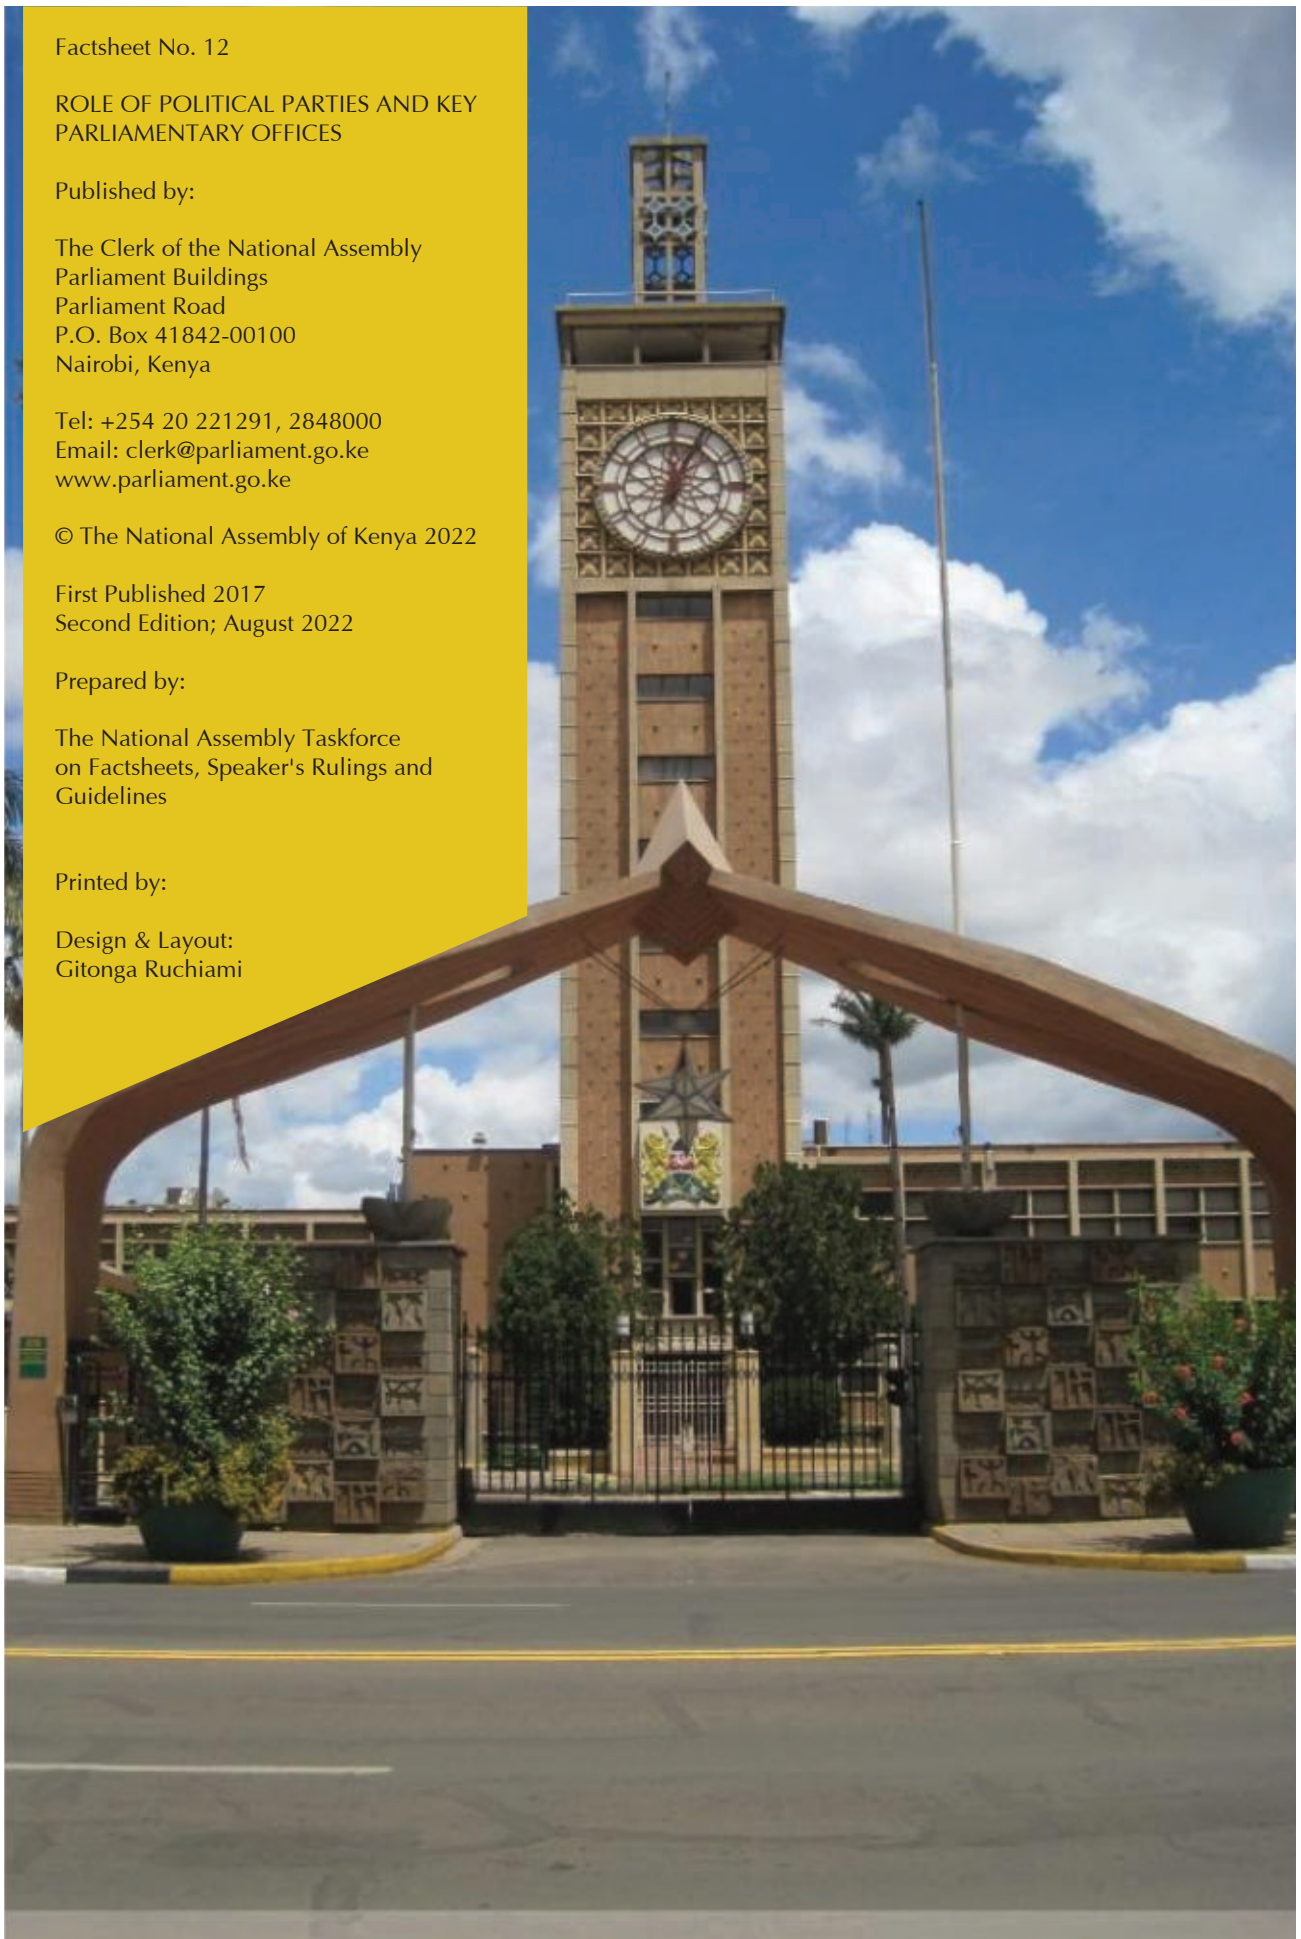 Factsheet No. 12
ROLE OF POLITICAL PARTIES AND KEY
PARLIAMENTARY OFFICES
Published by:
The Clerk of the National Assembly
Parliament Buildings
Parliament Road
P.O. Box 41842-00100
Nairobi, Kenya
Tel: +254 20 221291, 2848000
Email: clerk@parliament.go.ke
www.parliament.go.ke
© The National Assembly of Kenya 2022
First Published 2017
Second Edition; August 2022
Prepared by:
The National Assembly Taskforce
on Factsheets, Speaker's Rulings and
Guidelines
Printed by:
Design & Layout:
Gitonga Ruchiami